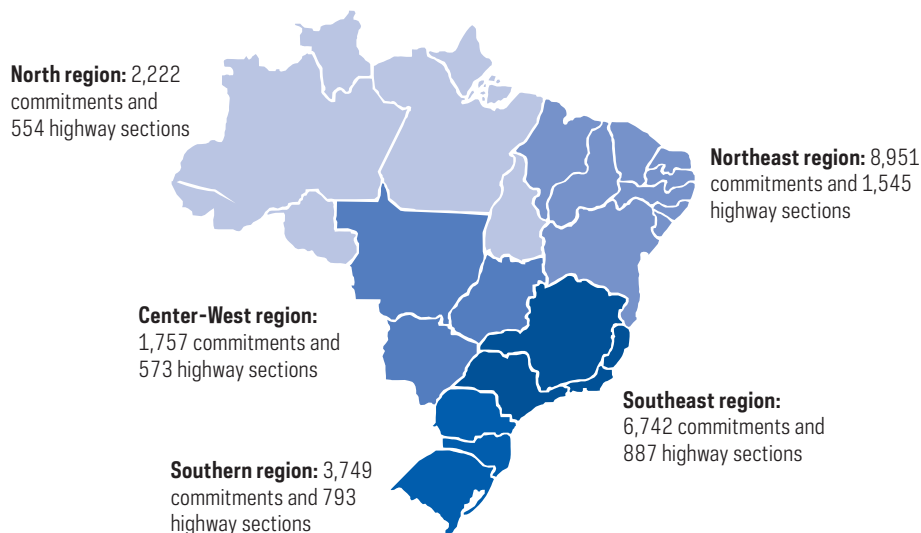 North region: 2,222
commitments and
554 highway sections
Northeast region: 8,951
commitments and 1,545
highway sections
Center-West region:
1,757 commitments and
573 highway sections
Southeast region:
6,742 commitments and
887 highway sections
Southern region: 3,749
commitments and 793
highway sections